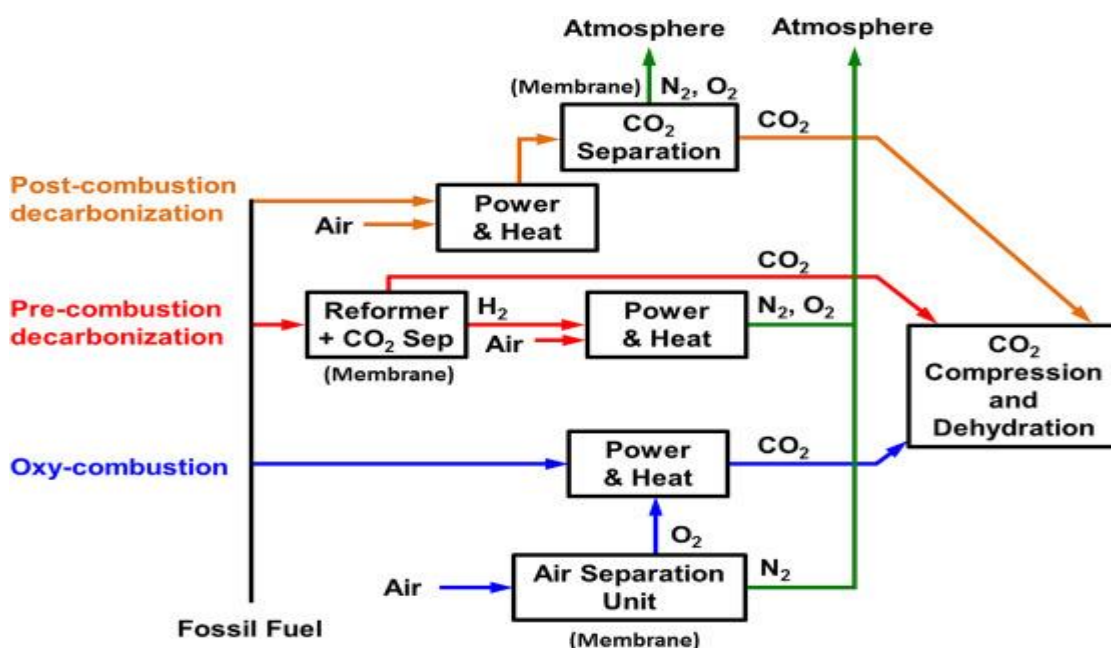 Atmosphere
Atmosphere
(Membrane)
N₂, O₂
CO₂
Separation
CO₂
Post-combustion
decarbonization
Air
Power
& Heat
CO₂
Pre-combustion
decarbonization
Reformer
+ CO₂ Sep
(Membrane)
H₂
Air
Power
& Heat
N₂, O₂
CO₂
Compression
and
Dehydration
Oxy-combustion
Power
& Heat
CO₂
O₂
Air
Air Separation
Unit
N₂
(Membrane)
Fossil Fuel